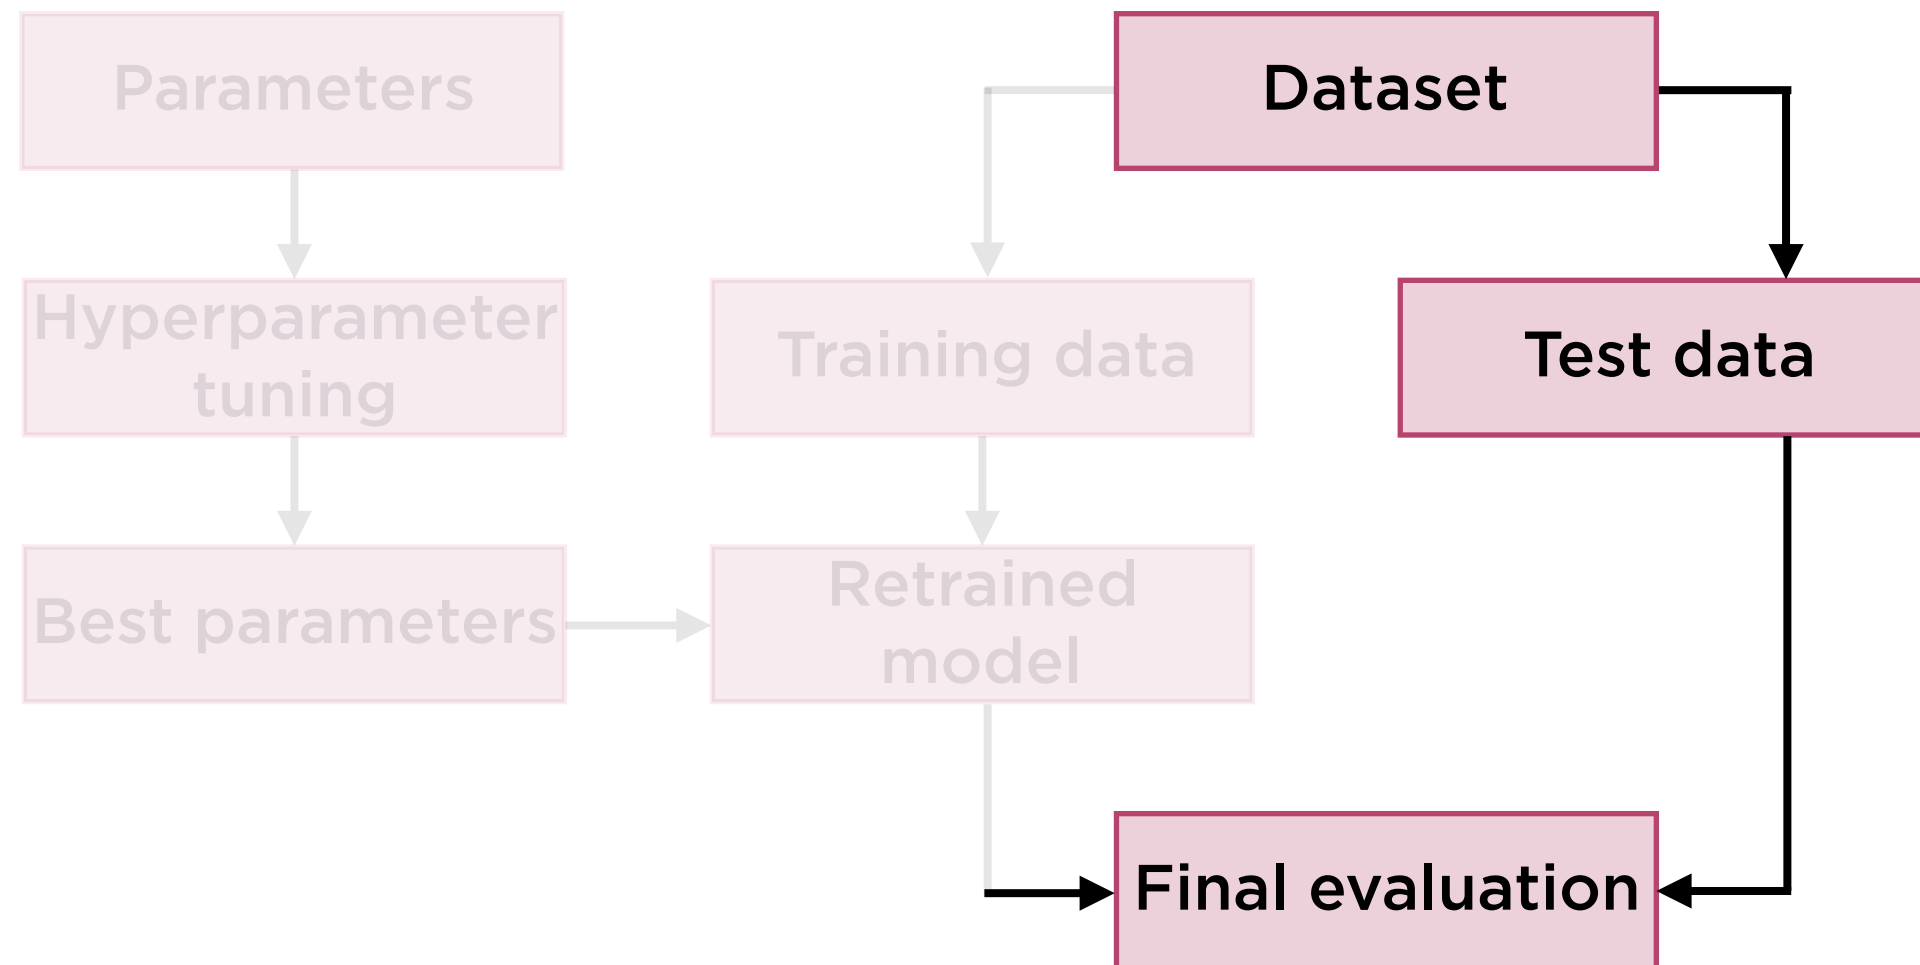 Parameters
Dataset
Hyperparameter
tuning
Training data
Test data
Best parameters
Retrained
model
Final evaluation